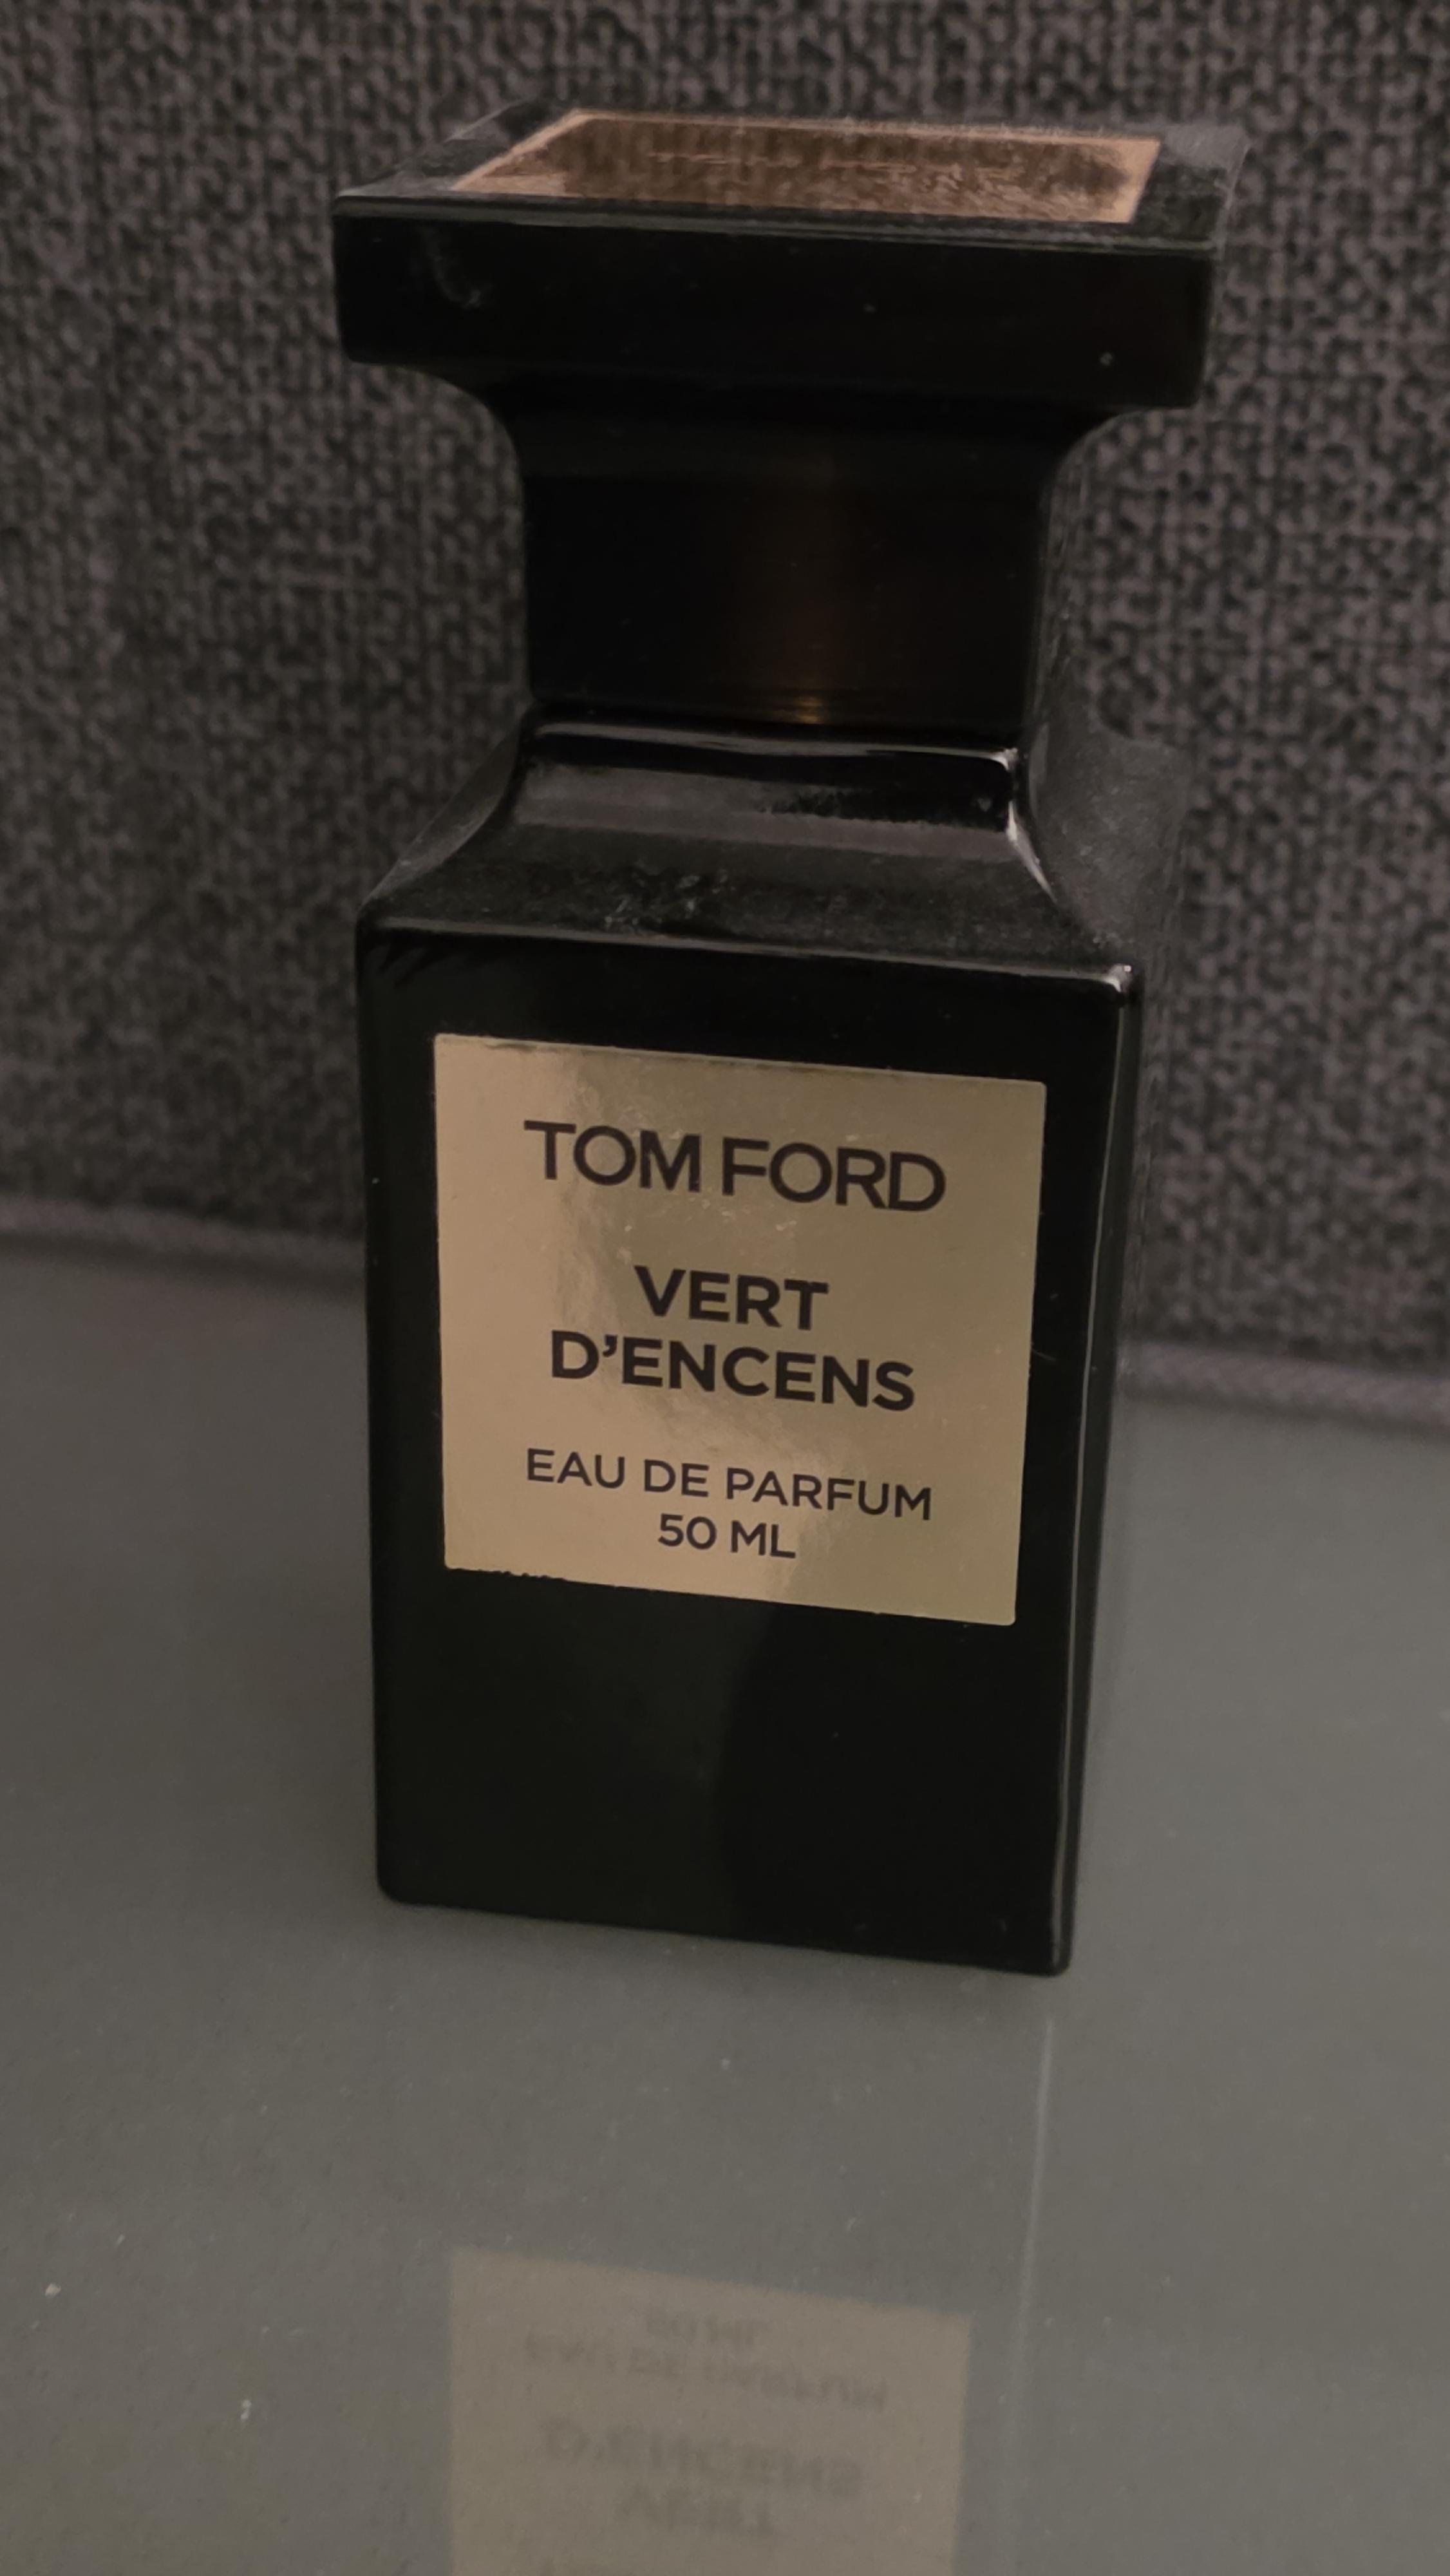 TOM FORD
VERT
D'ENCENS
EAU DE PARFUM
50 ML